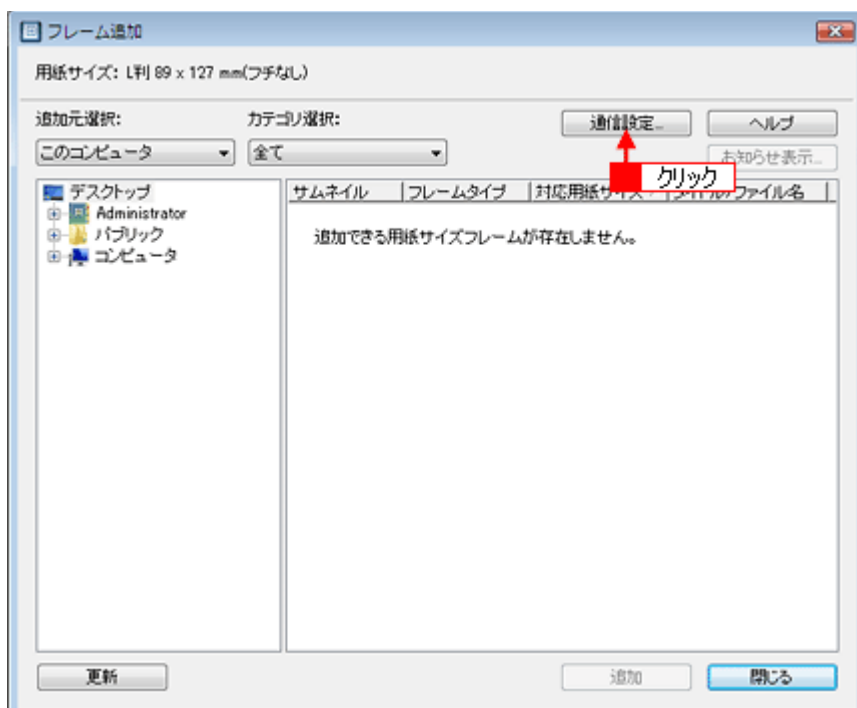 フレーム追加
用紙サイズ: L判 89 x 127 mm(フチなし)
追加元選択: カテゴリ選択: 通信設定... ヘルプ
このコンピュータ 全て お知らせ表示...
クリック
デスクトップ サムネイル フレームタイプ 対応用紙サイズ ファイル名
Administrator
パブリック 追加できる用紙サイズフレームが存在しません。
コンピュータ
更新 追加 閉じる